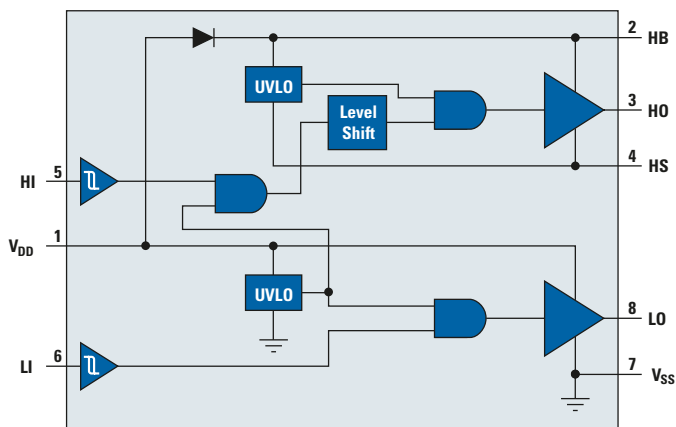 2 HB
UVLO
3 HO
Level
Shift
4 HS
HI 5
1
VDD
UVLO
8 LO
LI 6
7
VSS